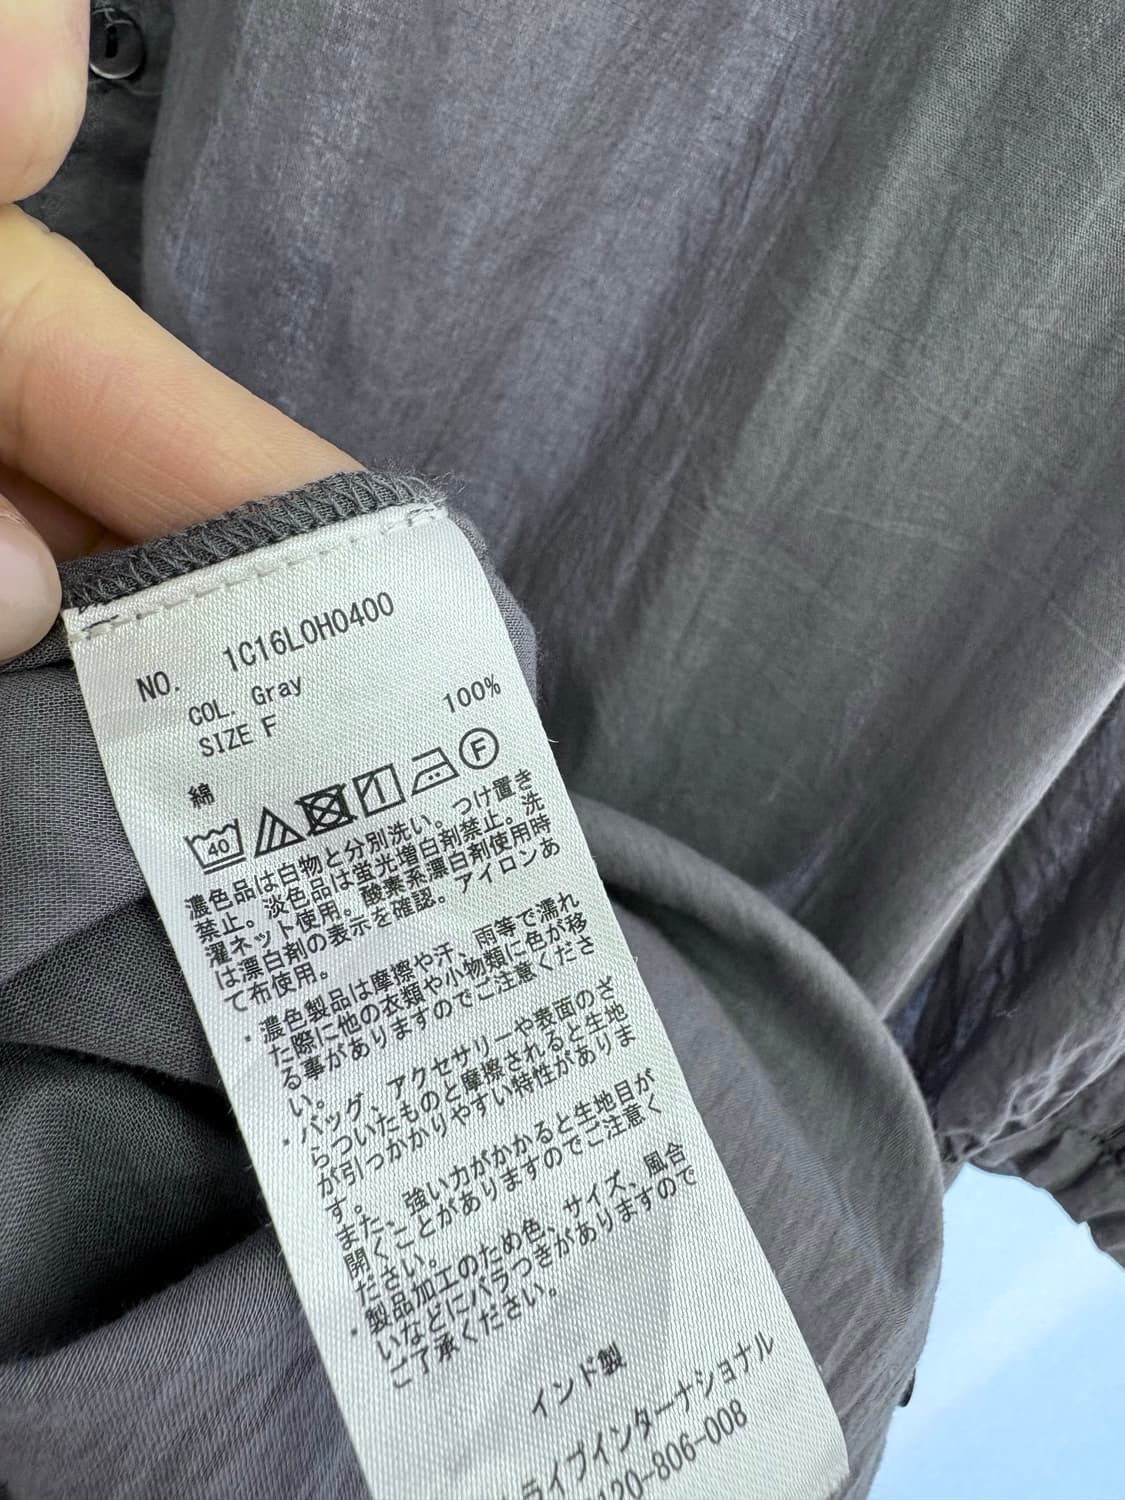 NO. 1C16L0H0400
COL. Gray
SIZE F
綿 100%
40 F
濃色品は白物と分別洗い。つけ置き
禁止。淡色品は蛍光増白剤禁止。洗
濯ネット使用。酸素系漂白剤使用時
は漂白剤の表示を確認。アイロンあ
て布使用。
・濃色製品は摩擦や汗、雨等で濡れ
た際に他の衣類や小物類に色が移
る事がありますのでご注意くださ
い。
・バッグ、アクセサリーや表面のざ
らついたものと摩擦されると生地
が引っかかりやすい特性がありま
す。
また、強い力がかかると生地目が
開くことがありますのでご注意く
ださい。
・製品加工のため色、サイズ、風合
いなどにバラつきがありますので
ご了承ください。
インド製
ライブインターナショナル
120-806-008